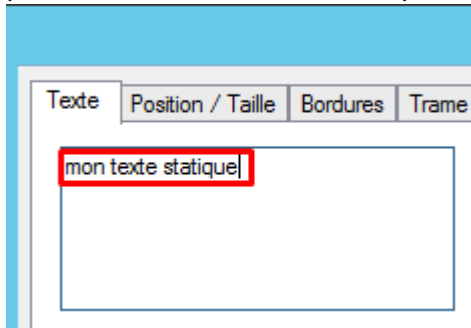 Texte
Position / Taille
Bordures
Trame
mon texte statique